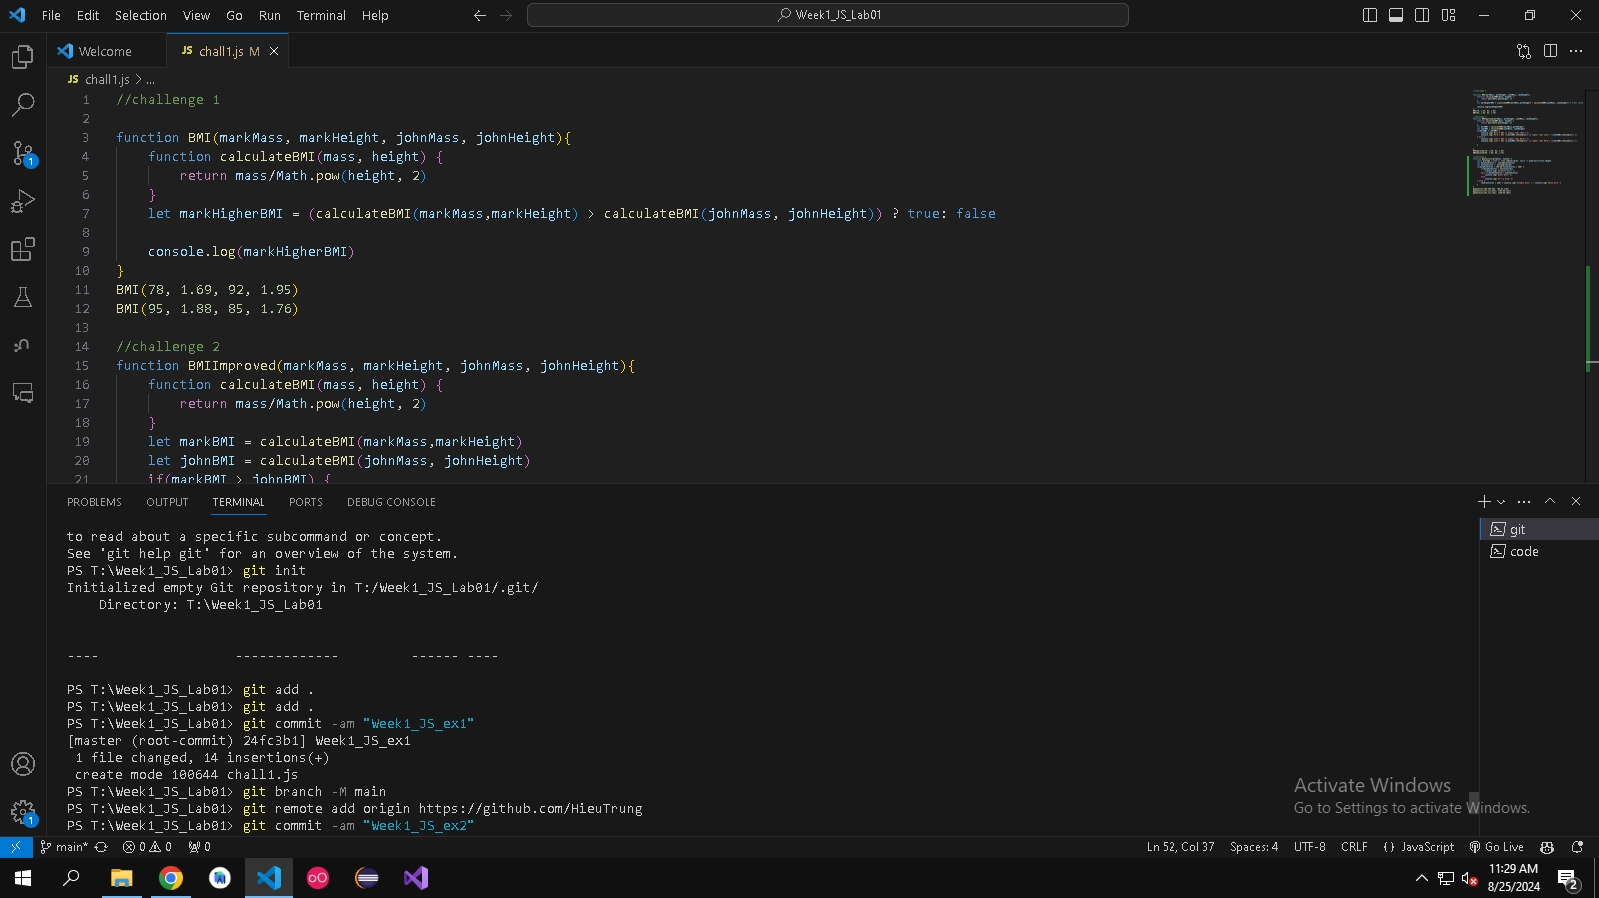 File Edit Selection View Go Run Terminal Help
Week1_JS_Lab01
Welcome
JS chall1.js M
JS chall1.js > ...
1 //challenge 1
2
3 function BMI(markMass, markHeight, johnMass, johnHeight){
4 function calculateBMI(mass, height) {
5 return mass/Math.pow(height, 2)
6 }
7 let markHigherBMI = (calculateBMI(markMass,markHeight) > calculateBMI(johnMass, johnHeight)) ? true: false
8
9 console.log(markHigherBMI)
10 }
11 BMI(78, 1.69, 92, 1.95)
12 BMI(95, 1.88, 85, 1.76)
13
14 //challenge 2
15 function BMIImproved(markMass, markHeight, johnMass, johnHeight){
16 function calculateBMI(mass, height) {
17 return mass/Math.pow(height, 2)
18 }
19 let markBMI = calculateBMI(markMass,markHeight)
20 let johnBMI = calculateBMI(johnMass, johnHeight)
21 if(markBMI > johnBMI) {
PROBLEMS OUTPUT TERMINAL PORTS DEBUG CONSOLE
git
code
to read about a specific subcommand or concept.
See 'git help git' for an overview of the system.
PS T:\Week1_JS_Lab01> git init
Initialized empty Git repository in T:/Week1_JS_Lab01/.git/
Directory: T:\Week1_JS_Lab01
---- ------------- ------ ----
PS T:\Week1_JS_Lab01> git add .
PS T:\Week1_JS_Lab01> git add .
PS T:\Week1_JS_Lab01> git commit -am "Week1_JS_ex1"
[master (root-commit) 24fc3b1] Week1_JS_ex1
1 file changed, 14 insertions(+)
create mode 100644 chall1.js
PS T:\Week1_JS_Lab01> git branch -M main
PS T:\Week1_JS_Lab01> git remote add origin https://github.com/HieuTrung
PS T:\Week1_JS_Lab01> git commit -am "Week1_JS_ex2"
Activate Windows
Go to Settings to activate Windows.
1
1
main* 0 0 0
Ln 52, Col 37 Spaces: 4 UTF-8 CRLF {} JavaScript Go Live
11:29 AM
8/25/2024
2